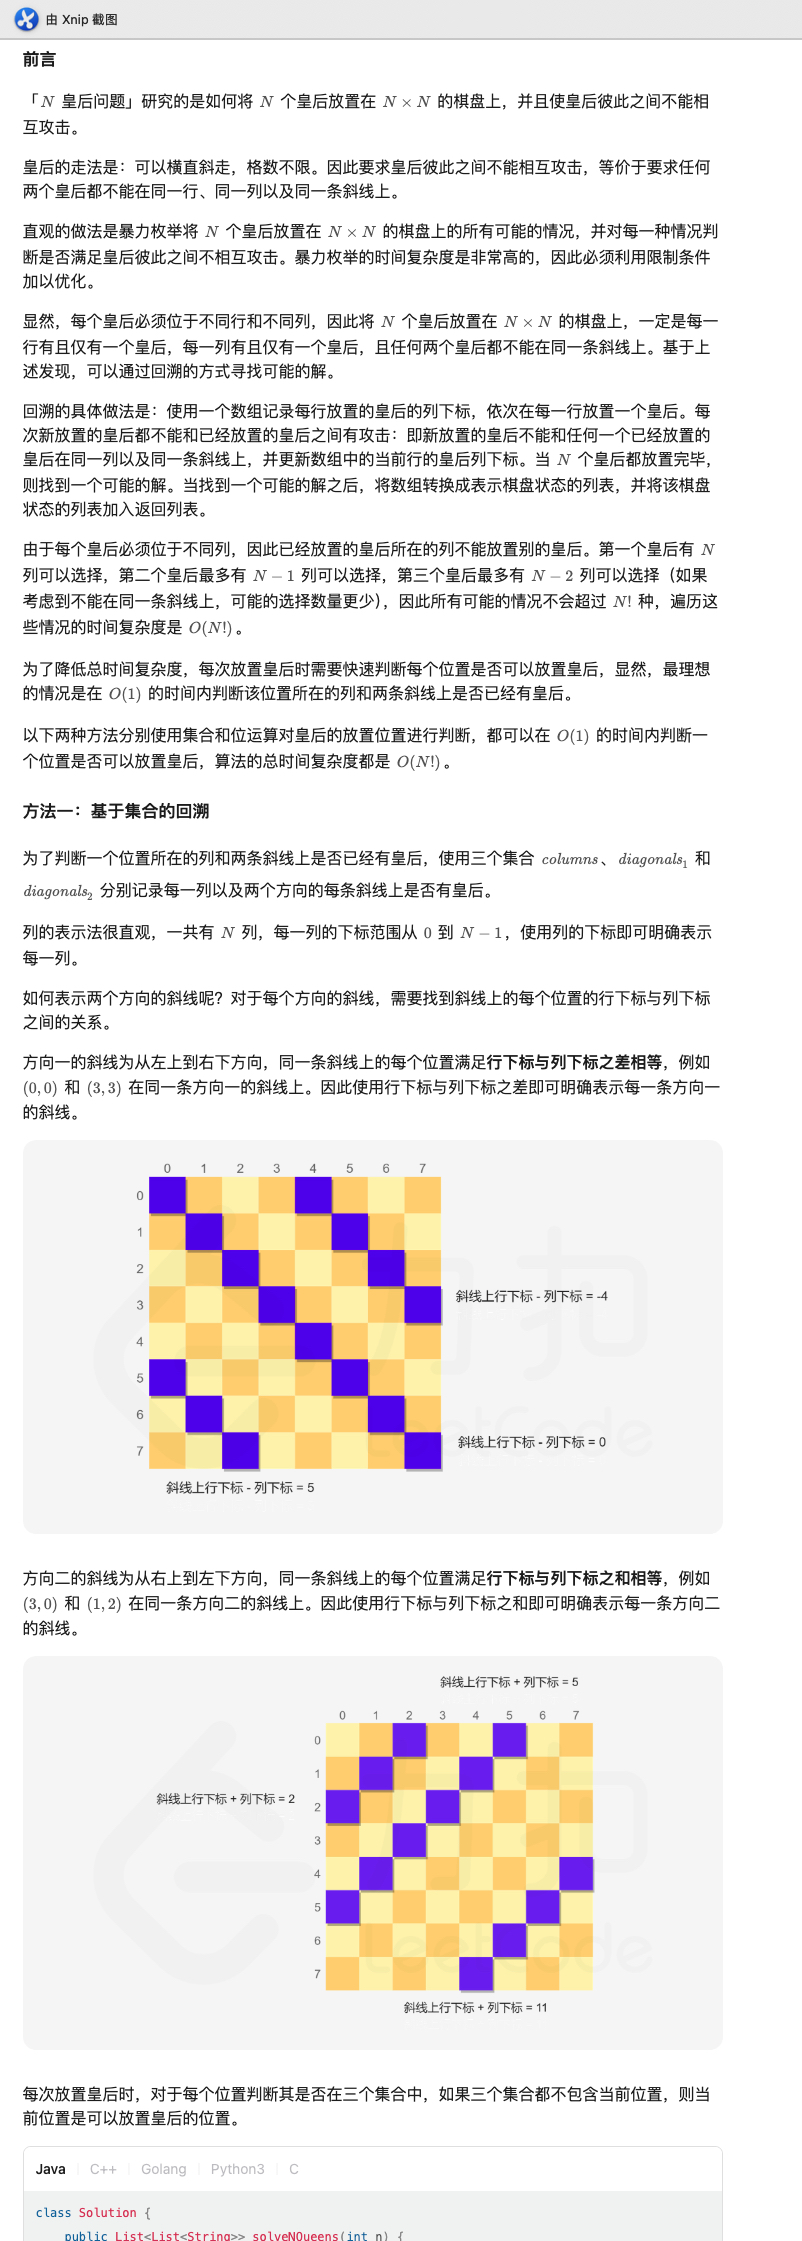 由 Xnip 截图
前言
「N 皇后问题」研究的是如何将 N 个皇后放置在 N × N 的棋盘上，并且使皇后彼此之间不能相
互攻击。
皇后的走法是：可以横直斜走，格数不限。因此要求皇后彼此之间不能相互攻击，等价于要求任何
两个皇后都不能在同一行、同一列以及同一条斜线上。
直观的做法是暴力枚举将 N 个皇后放置在 N × N 的棋盘上的所有可能的情况，并对每一种情况判
断是否满足皇后彼此之间不相互攻击。暴力枚举的时间复杂度是非常高的，因此必须利用限制条件
加以优化。
显然，每个皇后必须位于不同行和不同列，因此将 N 个皇后放置在 N × N 的棋盘上，一定是每一
行有且仅有一个皇后，每一列有且仅有一个皇后，且任何两个皇后都不能在同一条斜线上。基于上
述发现，可以通过回溯的方式寻找可能的解。
回溯的具体做法是：使用一个数组记录每行放置的皇后的列下标，依次在每一行放置一个皇后。每
次新放置的皇后都不能和已经放置的皇后之间有攻击：即新放置的皇后不能和任何一个已经放置的
皇后在同一列以及同一条斜线上，并更新数组中的当前行的皇后列下标。当 N 个皇后都放置完毕，
则找到一个可能的解。当找到一个可能的解之后，将数组转换成表示棋盘状态的列表，并将该棋盘
状态的列表加入返回列表。
由于每个皇后必须位于不同列，因此已经放置的皇后所在的列不能放置别的皇后。第一个皇后有 N
列可以选择，第二个皇后最多有 N − 1 列可以选择，第三个皇后最多有 N − 2 列可以选择（如果
考虑到不能在同一条斜线上，可能的选择数量更少），因此所有可能的情况不会超过 N! 种，遍历这
些情况的时间复杂度是 O(N!)。
为了降低总时间复杂度，每次放置皇后时需要快速判断每个位置是否可以放置皇后，显然，最理想
的情况是在 O(1) 的时间内判断该位置所在的列和两条斜线上是否已经有皇后。
以下两种方法分别使用集合和位运算对皇后的放置位置进行判断，都可以在 O(1) 的时间内判断一
个位置是否可以放置皇后，算法的总时间复杂度都是 O(N!)。
方法一：基于集合的回溯
为了判断一个位置所在的列和两条斜线上是否已经有皇后，使用三个集合 columns、diagonals₁ 和
diagonals₂ 分别记录每一列以及两个方向的每条斜线上是否有皇后。
列的表示法很直观，一共有 N 列，每一列的下标范围从 0 到 N − 1，使用列的下标即可明确表示
每一列。
如何表示两个方向的斜线呢？对于每个方向的斜线，需要找到斜线上的每个位置的行下标与列下标
之间的关系。
方向一的斜线为从左上到右下方向，同一条斜线上的每个位置满足行下标与列下标之差相等，例如
(0, 0) 和 (3, 3) 在同一条方向一的斜线上。因此使用行下标与列下标之差即可明确表示每一条方向一
的斜线。
0 1 2 3 4 5 6 7
0
1
2
3
斜线上行下标 - 列下标 = -4
4
5
6
7
斜线上行下标 - 列下标 = 0
斜线上行下标 - 列下标 = 5
力扣
LeetCode
方向二的斜线为从右上到左下方向，同一条斜线上的每个位置满足行下标与列下标之和相等，例如
(3, 0) 和 (1, 2) 在同一条方向二的斜线上。因此使用行下标与列下标之和即可明确表示每一条方向二
的斜线。
斜线上行下标 + 列下标 = 5
0 1 2 3 4 5 6 7
0
1
斜线上行下标 + 列下标 = 2
2
3
4
5
6
7
斜线上行下标 + 列下标 = 11
力扣
LeetCode
每次放置皇后时，对于每个位置判断其是否在三个集合中，如果三个集合都不包含当前位置，则当
前位置是可以放置皇后的位置。
Java C++ Golang Python3 C
class Solution {
public List<List<String>> solveNQueens(int n) {